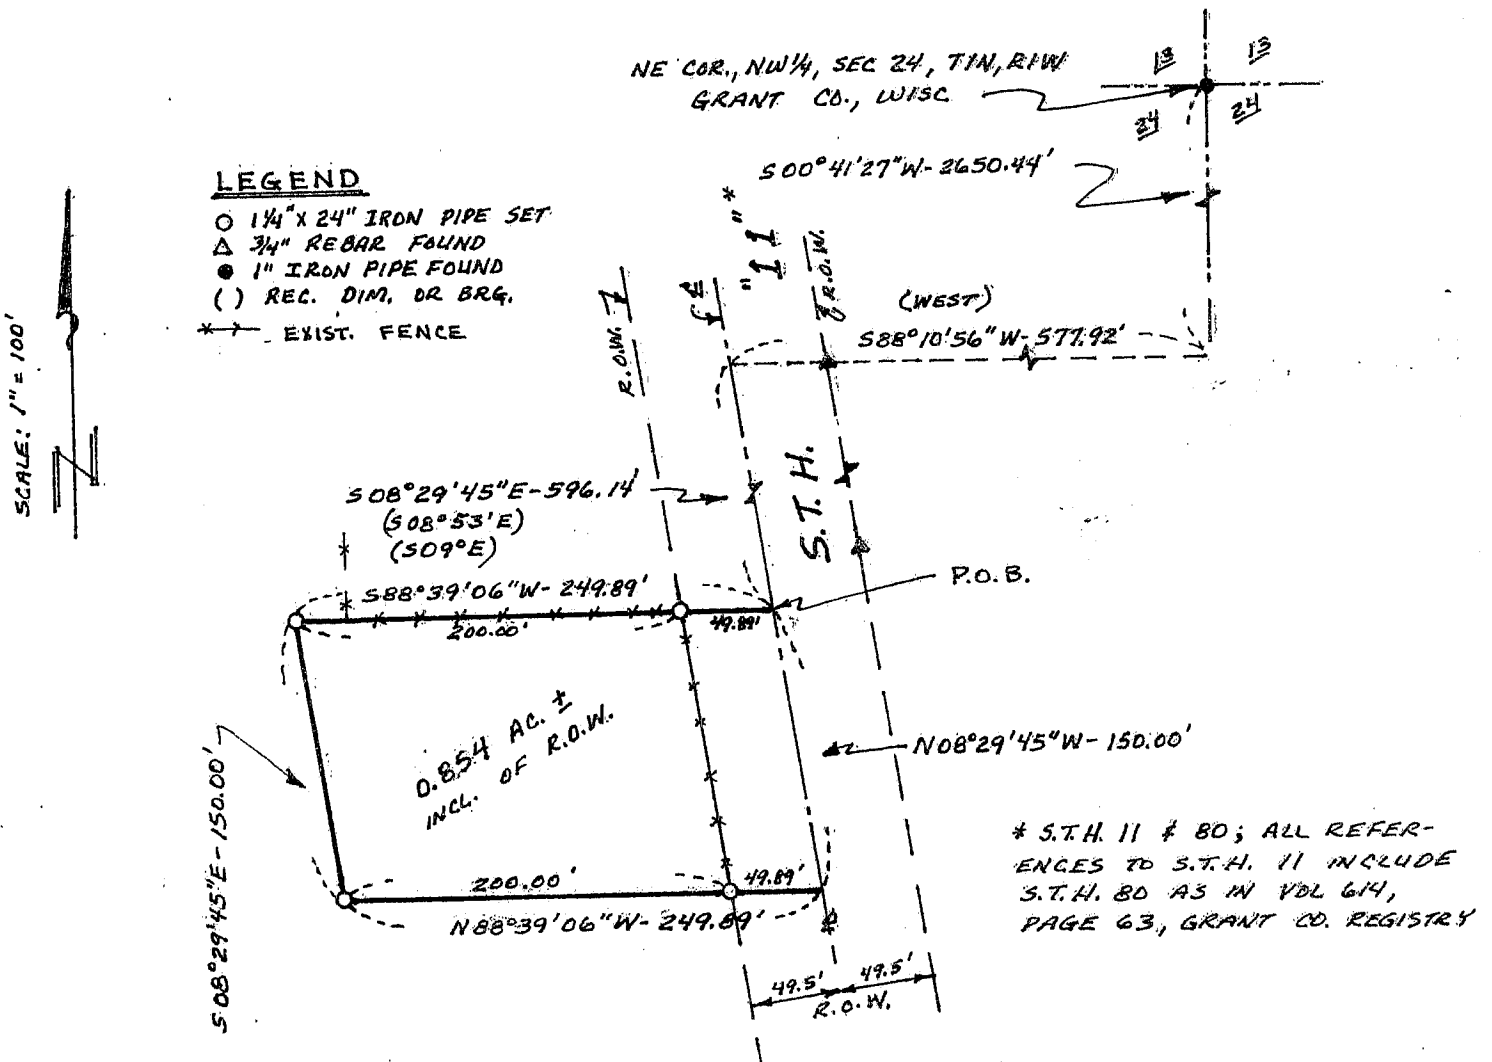 NE COR., NW 1/4, SEC 24, T1N, R1W
GRANT CO., WISC
13
13
24
24
S00°41'27"W-2650.44'
LEGEND
1 1/4" X 24" IRON PIPE SET
3/4" REBAR FOUND
1" IRON PIPE FOUND
( ) REC. DIM. OR BRG.
EXIST. FENCE
SCALE: 1" = 100'
N
R.O.W.
"11"*
R.O.W.
(WEST)
S88°10'56"W-577.92'
S.T.H.
S08°29'45"E-596.14'
(S08°53'E)
(S09°E)
P.O.B.
S88°39'06"W-249.89'
200.00'
49.89'
0.854 AC. ±
INCL. OF R.O.W.
N08°29'45"W-150.00'
S08°29'45"E-150.00'
200.00'
49.89'
N88°39'06"W-249.89'
49.5'
49.5'
R.O.W.
* S.T.H. 11 & 80; ALL REFER-
ENCES TO S.T.H. 11 INCLUDE
S.T.H. 80 AS IN VOL 614,
PAGE 63, GRANT CO. REGISTRY